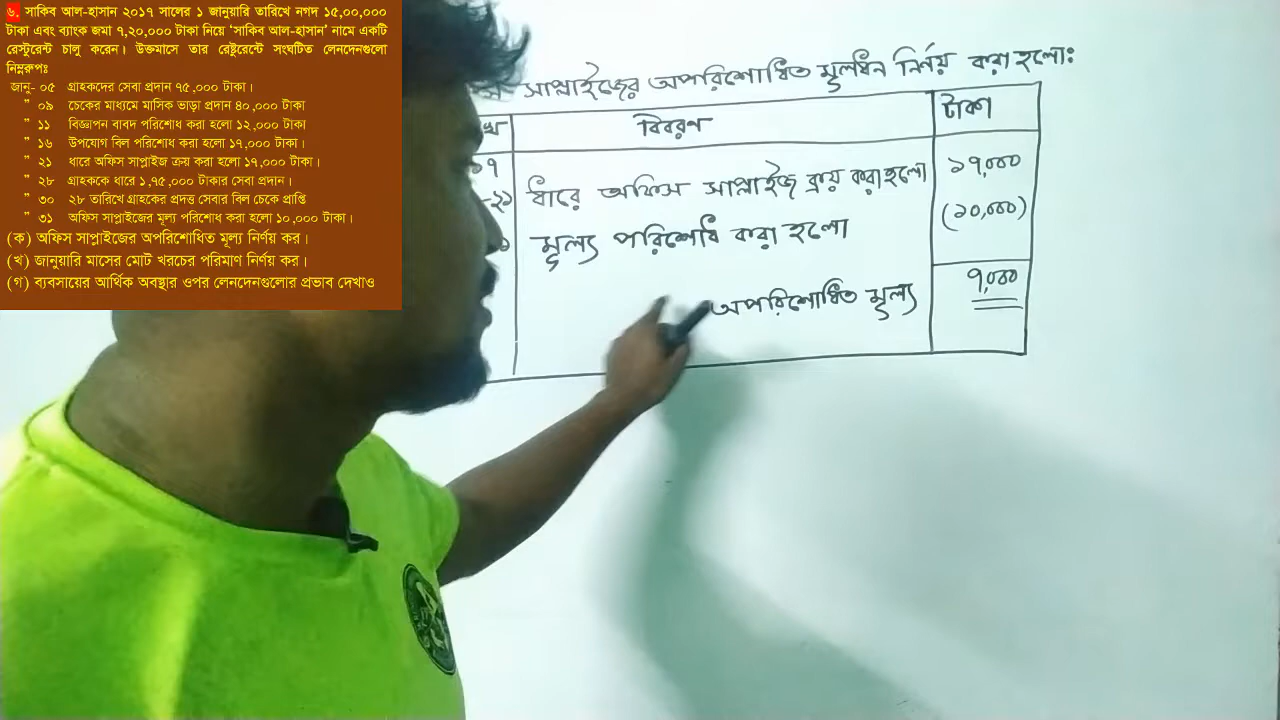 ৬. সাকিব আল-হাসান ২০১৭ সালের ১ জানুয়ারি তারিখে নগদ ১৫,০০,০০০
টাকা এবং ব্যাংক জমা ৭,২০,০০০ টাকা নিয়ে ‘সাকিব আল-হাসান’ নামে একটি
রেস্টুরেন্ট চালু করেন। উক্তমাসে তার রেষ্টুরেন্টে সংঘটিত লেনদেনগুলো
নিম্নরুপঃ
জানু- ০৫ গ্রাহকদের সেবা প্রদান ৭৫,০০০ টাকা।
” ০৯ চেকের মাধ্যমে মাসিক ভাড়া প্রদান ৪০,০০০ টাকা
” ১১ বিজ্ঞাপন বাবদ পরিশোধ করা হলো ১২,০০০ টাকা
” ১৬ উপযোগ বিল পরিশোধ করা হলো ১৭,০০০ টাকা।
” ২১ ধারে অফিস সাপ্লাইজ ক্রয় করা হলো ১৭,০০০ টাকা।
” ২৮ গ্রাহককে ধারে ১,৭৫,০০০ টাকার সেবা প্রদান।
” ৩০ ২৮ তারিখে গ্রাহকের প্রদত্ত সেবার বিল চেকে প্রাপ্তি
” ৩১ অফিস সাপ্লাইজের মূল্য পরিশোধ করা হলো ১০,০০০ টাকা।
(ক) অফিস সাপ্লাইজের অপরিশোধিত মূল্য নির্ণয় কর।
(খ) জানুয়ারি মাসের মোট খরচের পরিমাণ নির্ণয় কর।
(গ) ব্যবসায়ের আর্থিক অবস্থার ওপর লেনদেনগুলোর প্রভাব দেখাও
সাপ্লাইজের অপরিশোধিত মূলধন নির্ণয় করা হলোঃ
খ বিবরণ টাকা
১৭
-২১ ধারে অফিস সাপ্লাইজ ক্রয় করা হলো ১৭,০০০
মূল্য পরিশোধ করা হলো (১০,০০০)
অপরিশোধিত মূল্য ৭,০০০